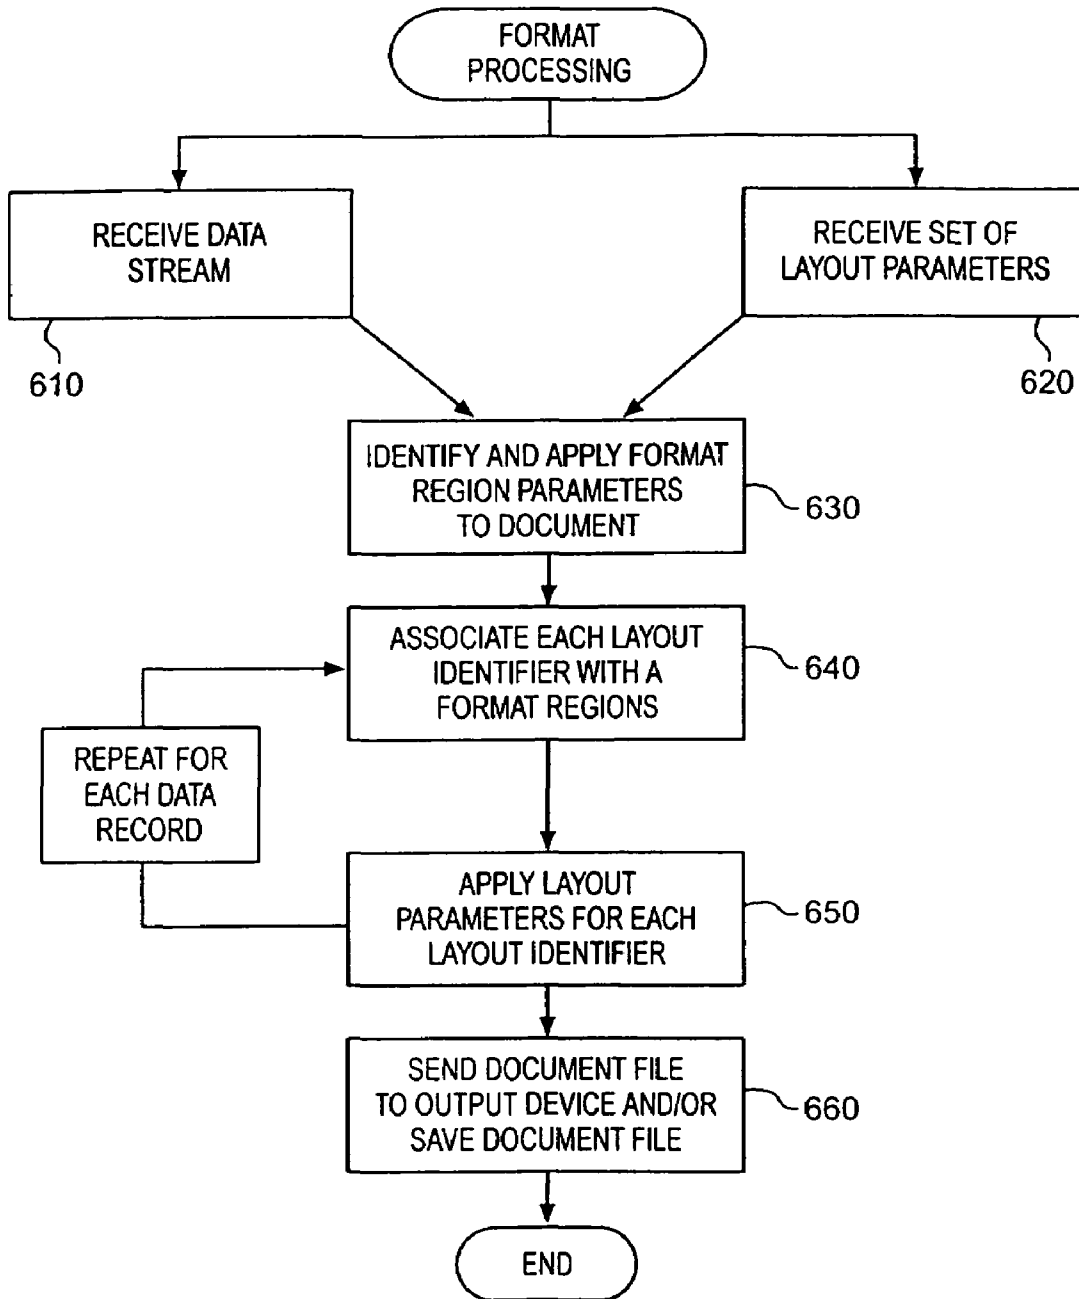 FORMAT
PROCESSING
RECEIVE DATA
STREAM
610
RECEIVE SET OF
LAYOUT PARAMETERS
620
IDENTIFY AND APPLY FORMAT
REGION PARAMETERS
TO DOCUMENT
630
ASSOCIATE EACH LAYOUT
IDENTIFIER WITH A
FORMAT REGIONS
640
REPEAT FOR
EACH DATA
RECORD
APPLY LAYOUT
PARAMETERS FOR EACH
LAYOUT IDENTIFIER
650
SEND DOCUMENT FILE
TO OUTPUT DEVICE AND/OR
SAVE DOCUMENT FILE
660
END